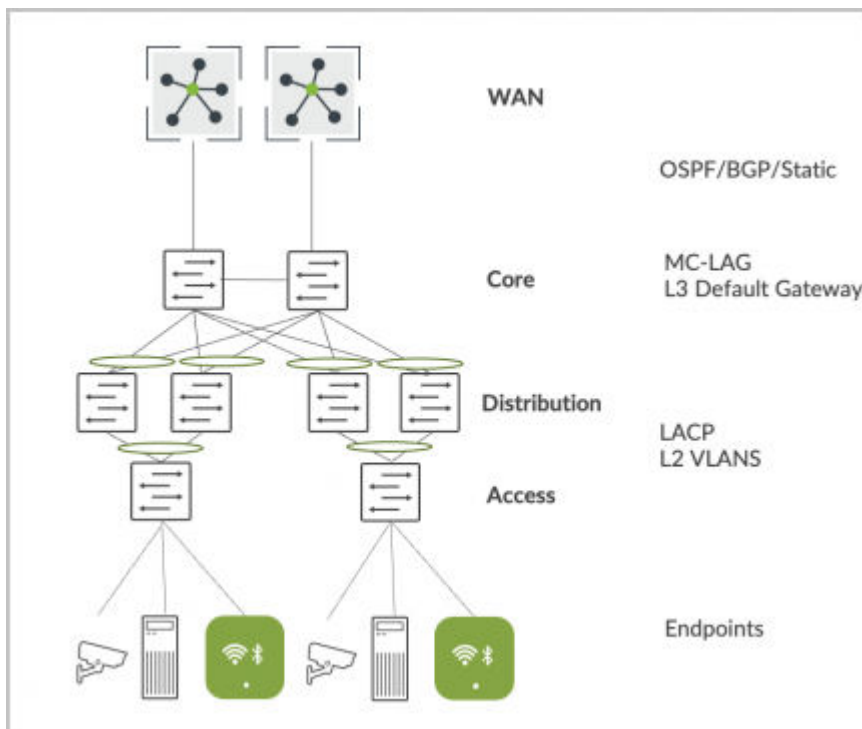 WAN
OSPF/BGP/Static
Core
MC-LAG
L3 Default Gateway
Distribution
LACP
L2 VLANS
Access
Endpoints